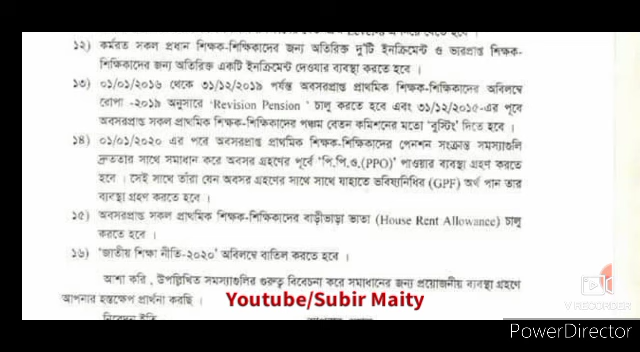 ১২) কর্মরত সকল প্রধান শিক্ষক-শিক্ষিকাদের জন্য অতিরিক্ত দু'টি ইনক্রিমেন্ট ও ভারপ্রাপ্ত শিক্ষক-
শিক্ষিকাদের জন্য অতিরিক্ত একটি ইনক্রিমেন্ট দেওয়ার ব্যবস্থা করতে হবে ।
১৩) ০১/০১/২০১৬ থেকে ৩১/১২/২০১৯ পর্যন্ত অবসরপ্রাপ্ত প্রাথমিক শিক্ষক-শিক্ষিকাদের অবিলম্বে
রোপা -২০১৯ অনুসারে 'Revision Pension ' চালু করতে হবে এবং ৩১/১২/২০১৫-এর পূর্বে
অবসরপ্রাপ্ত সকল প্রাথমিক শিক্ষক-শিক্ষিকাদের পঞ্চম বেতন কমিশনের মতো 'বুস্টিং' দিতে হবে ।
১৪) ০১/০১/২০২০ এর পরে অবসরপ্রাপ্ত প্রাথমিক শিক্ষক-শিক্ষিকাদের পেনশন সংক্রান্ত সমস্যাগুলি
দ্রুততার সাথে সমাধান করে অবসর গ্রহণের পূর্বে 'পি.পি.ও.(PPO)' পাওয়ার ব্যবস্থা গ্রহণ করতে
হবে । সেই সাথে তাঁরা যেন অবসর গ্রহণের সাথে সাথে যাহাতে ভবিষ্যনিধির (GPF) অর্থ পান তার
ব্যবস্থা গ্রহণ করতে হবে ।
১৫) অবসরপ্রাপ্ত সকল প্রাথমিক শিক্ষক-শিক্ষিকাদের বাড়ীভাড়া ভাতা (House Rent Allowance) চালু
করতে হবে ।
১৬) 'জাতীয় শিক্ষা নীতি-২০২০' অবিলম্বে বাতিল করতে হবে ।
আশা করি , উপল্লিখিত সমস্যাগুলির গুরুত্ব বিবেচনা করে সমাধানের জন্য প্রয়োজনীয় ব্যবস্থা গ্রহণে
আপনার হস্তক্ষেপ প্রার্থনা করছি ।
Youtube/Subir Maity
V RECORDER
PowerDirector